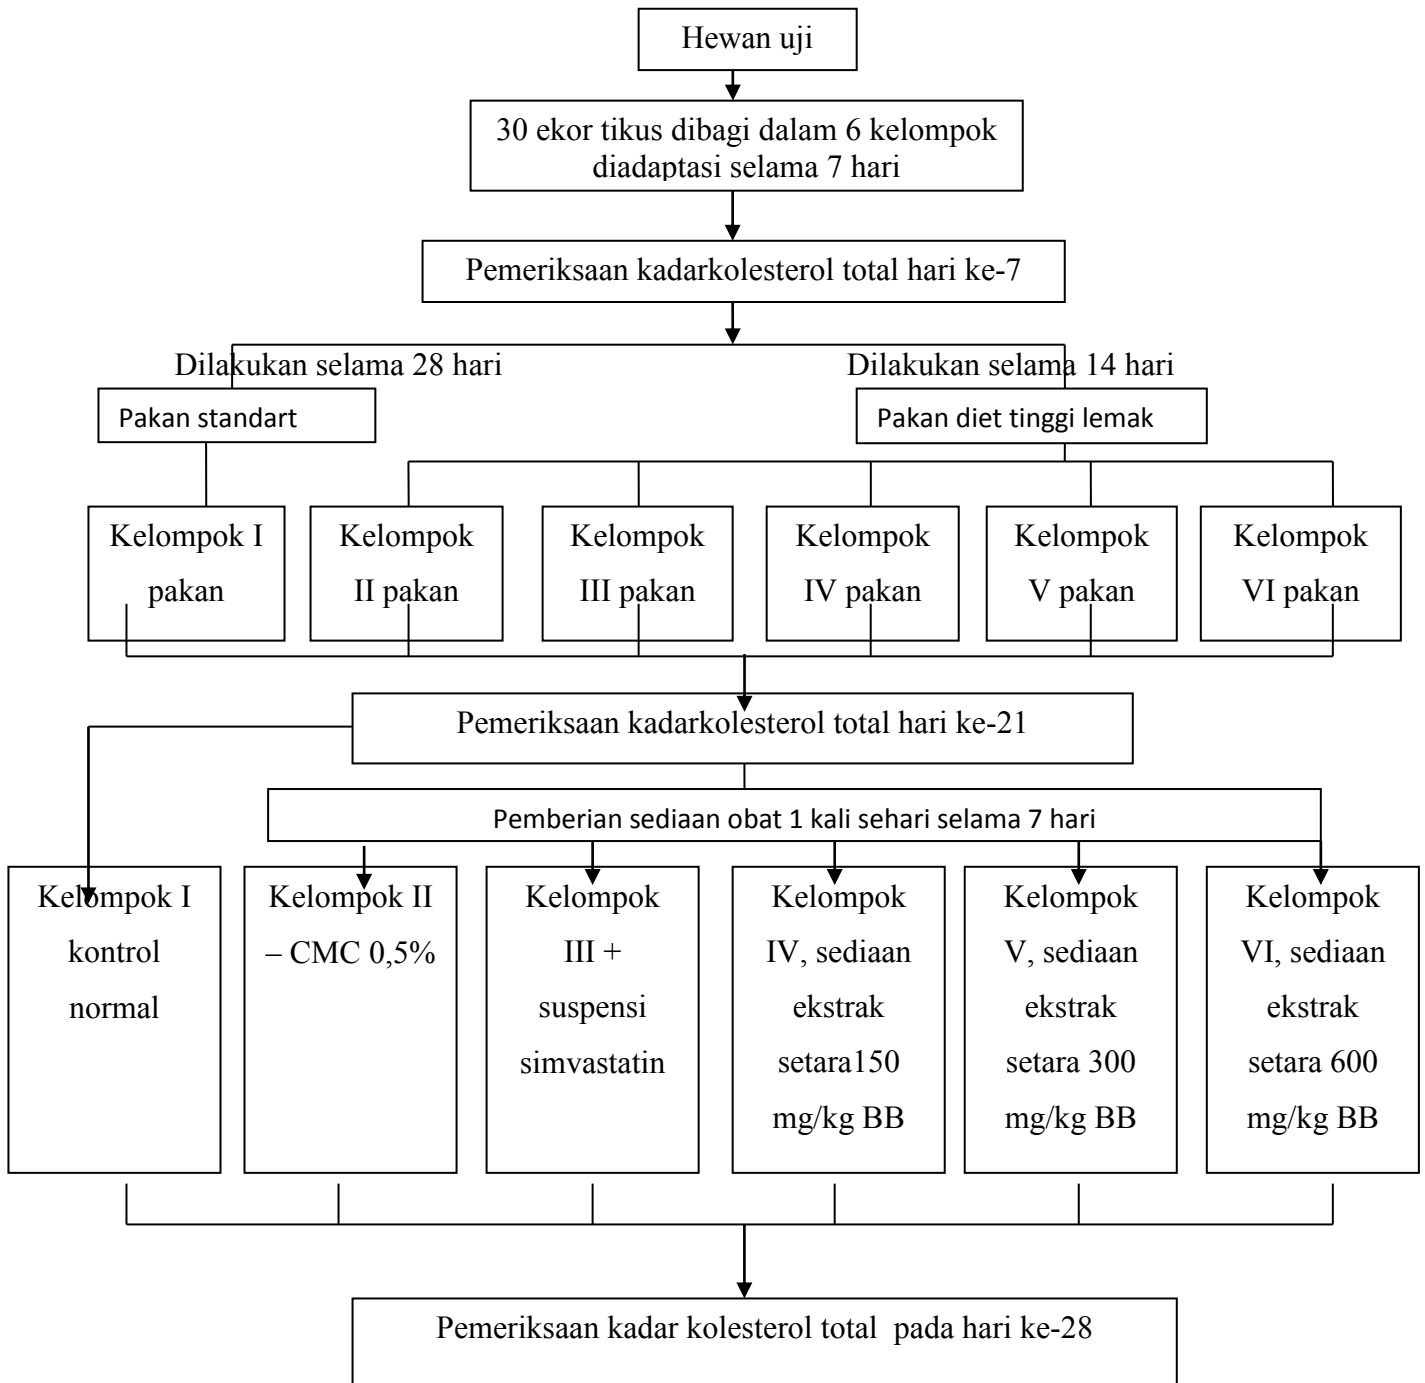 Hewan uji
30 ekor tikus dibagi dalam 6 kelompok
diadaptasi selama 7 hari
Pemeriksaan kadarkolesterol total hari ke-7
Dilakukan selama 28 hari
Dilakukan selama 14 hari
Pakan standart
Pakan diet tinggi lemak
Kelompok I
pakan
Kelompok
II pakan
Kelompok
III pakan
Kelompok
IV pakan
Kelompok
V pakan
Kelompok
VI pakan
Pemeriksaan kadarkolesterol total hari ke-21
Pemberian sediaan obat 1 kali sehari selama 7 hari
Kelompok I
kontrol
normal
Kelompok II
– CMC 0,5%
Kelompok
III +
suspensi
simvastatin
Kelompok
IV, sediaan
ekstrak
setara150
mg/kg BB
Kelompok
V, sediaan
ekstrak
setara 300
mg/kg BB
Kelompok
VI, sediaan
ekstrak
setara 600
mg/kg BB
Pemeriksaan kadar kolesterol total  pada hari ke-28